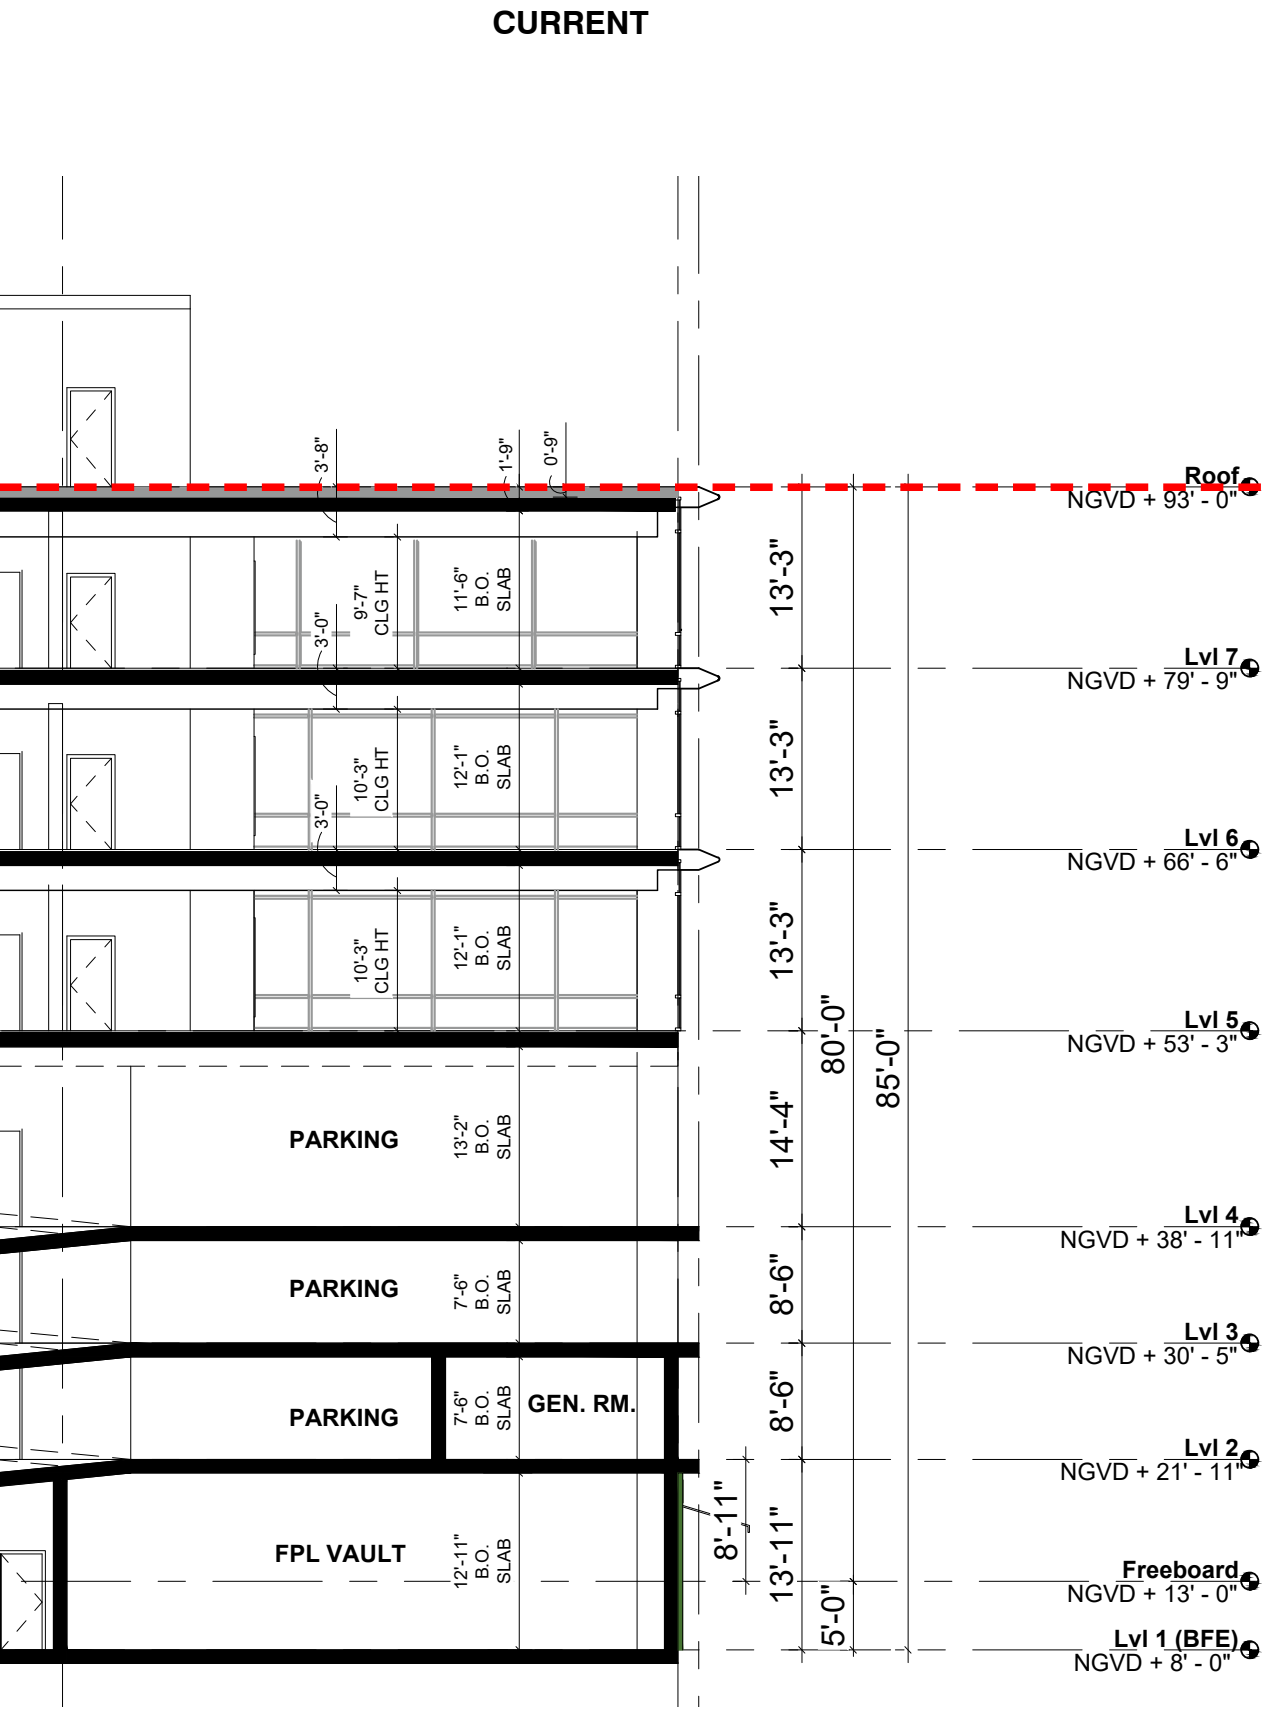 CURRENT
3'-8"
1'-9"
0'-9"
Roof
NGVD + 93' - 0"
13'-3"
11'-6"
B.O.
SLAB
9'-7"
CLG HT
3'-0"
Lvl 7
NGVD + 79' - 9"
13'-3"
12'-1"
B.O.
SLAB
10'-3"
CLG HT
3'-0"
Lvl 6
NGVD + 66' - 6"
13'-3"
12'-1"
B.O.
SLAB
10'-3"
CLG HT
80'-0"
85'-0"
Lvl 5
NGVD + 53' - 3"
PARKING
13'-2"
B.O.
SLAB
14'-4"
Lvl 4
NGVD + 38' - 11"
PARKING
7'-6"
B.O.
SLAB
8'-6"
Lvl 3
NGVD + 30' - 5"
PARKING
7'-6"
B.O.
SLAB
GEN. RM.
8'-6"
Lvl 2
NGVD + 21' - 11"
FPL VAULT
12'-11"
B.O.
SLAB
8'-11"
13'-11"
5'-0"
Freeboard
NGVD + 13' - 0"
Lvl 1 (BFE)
NGVD + 8' - 0"